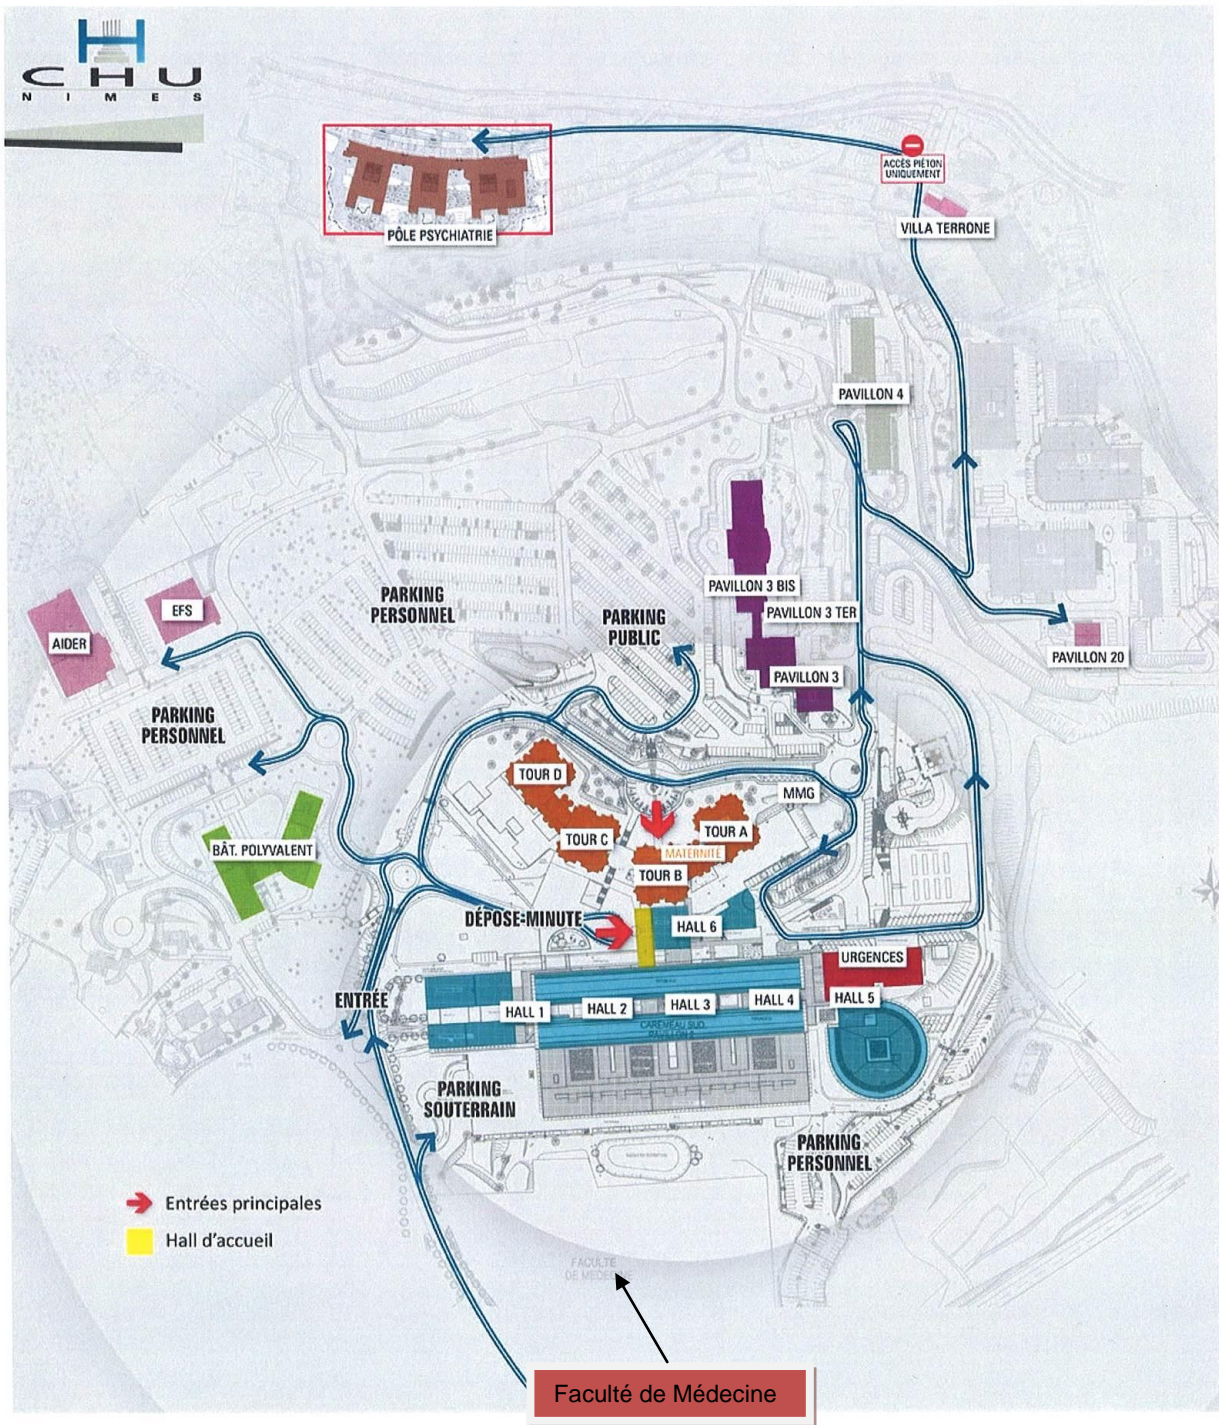 CHU
NIMES
ACCÈS PIÉTON
UNIQUEMENT
VILLA TERRONE
PÔLE PSYCHIATRIE
PAVILLON 4
PAVILLON 3 BIS
PAVILLON 3 TER
PAVILLON 3
PAVILLON 20
EFS
AIDER
PARKING
PERSONNEL
PARKING
PUBLIC
PARKING
PERSONNEL
TOUR D
MMG
TOUR C
TOUR A
MATERNITÉ
TOUR B
BÂT. POLYVALENT
DÉPOSE-MINUTE
HALL 6
URGENCES
ENTRÉE
HALL 1
HALL 2
HALL 3
HALL 4
HALL 5
CAREMEAU SUD
PARKING
SOUTERRAIN
PARKING
PERSONNEL
Entrées principales
Hall d'accueil
FACULTÉ
DE MEDECINE
Faculté de Médecine